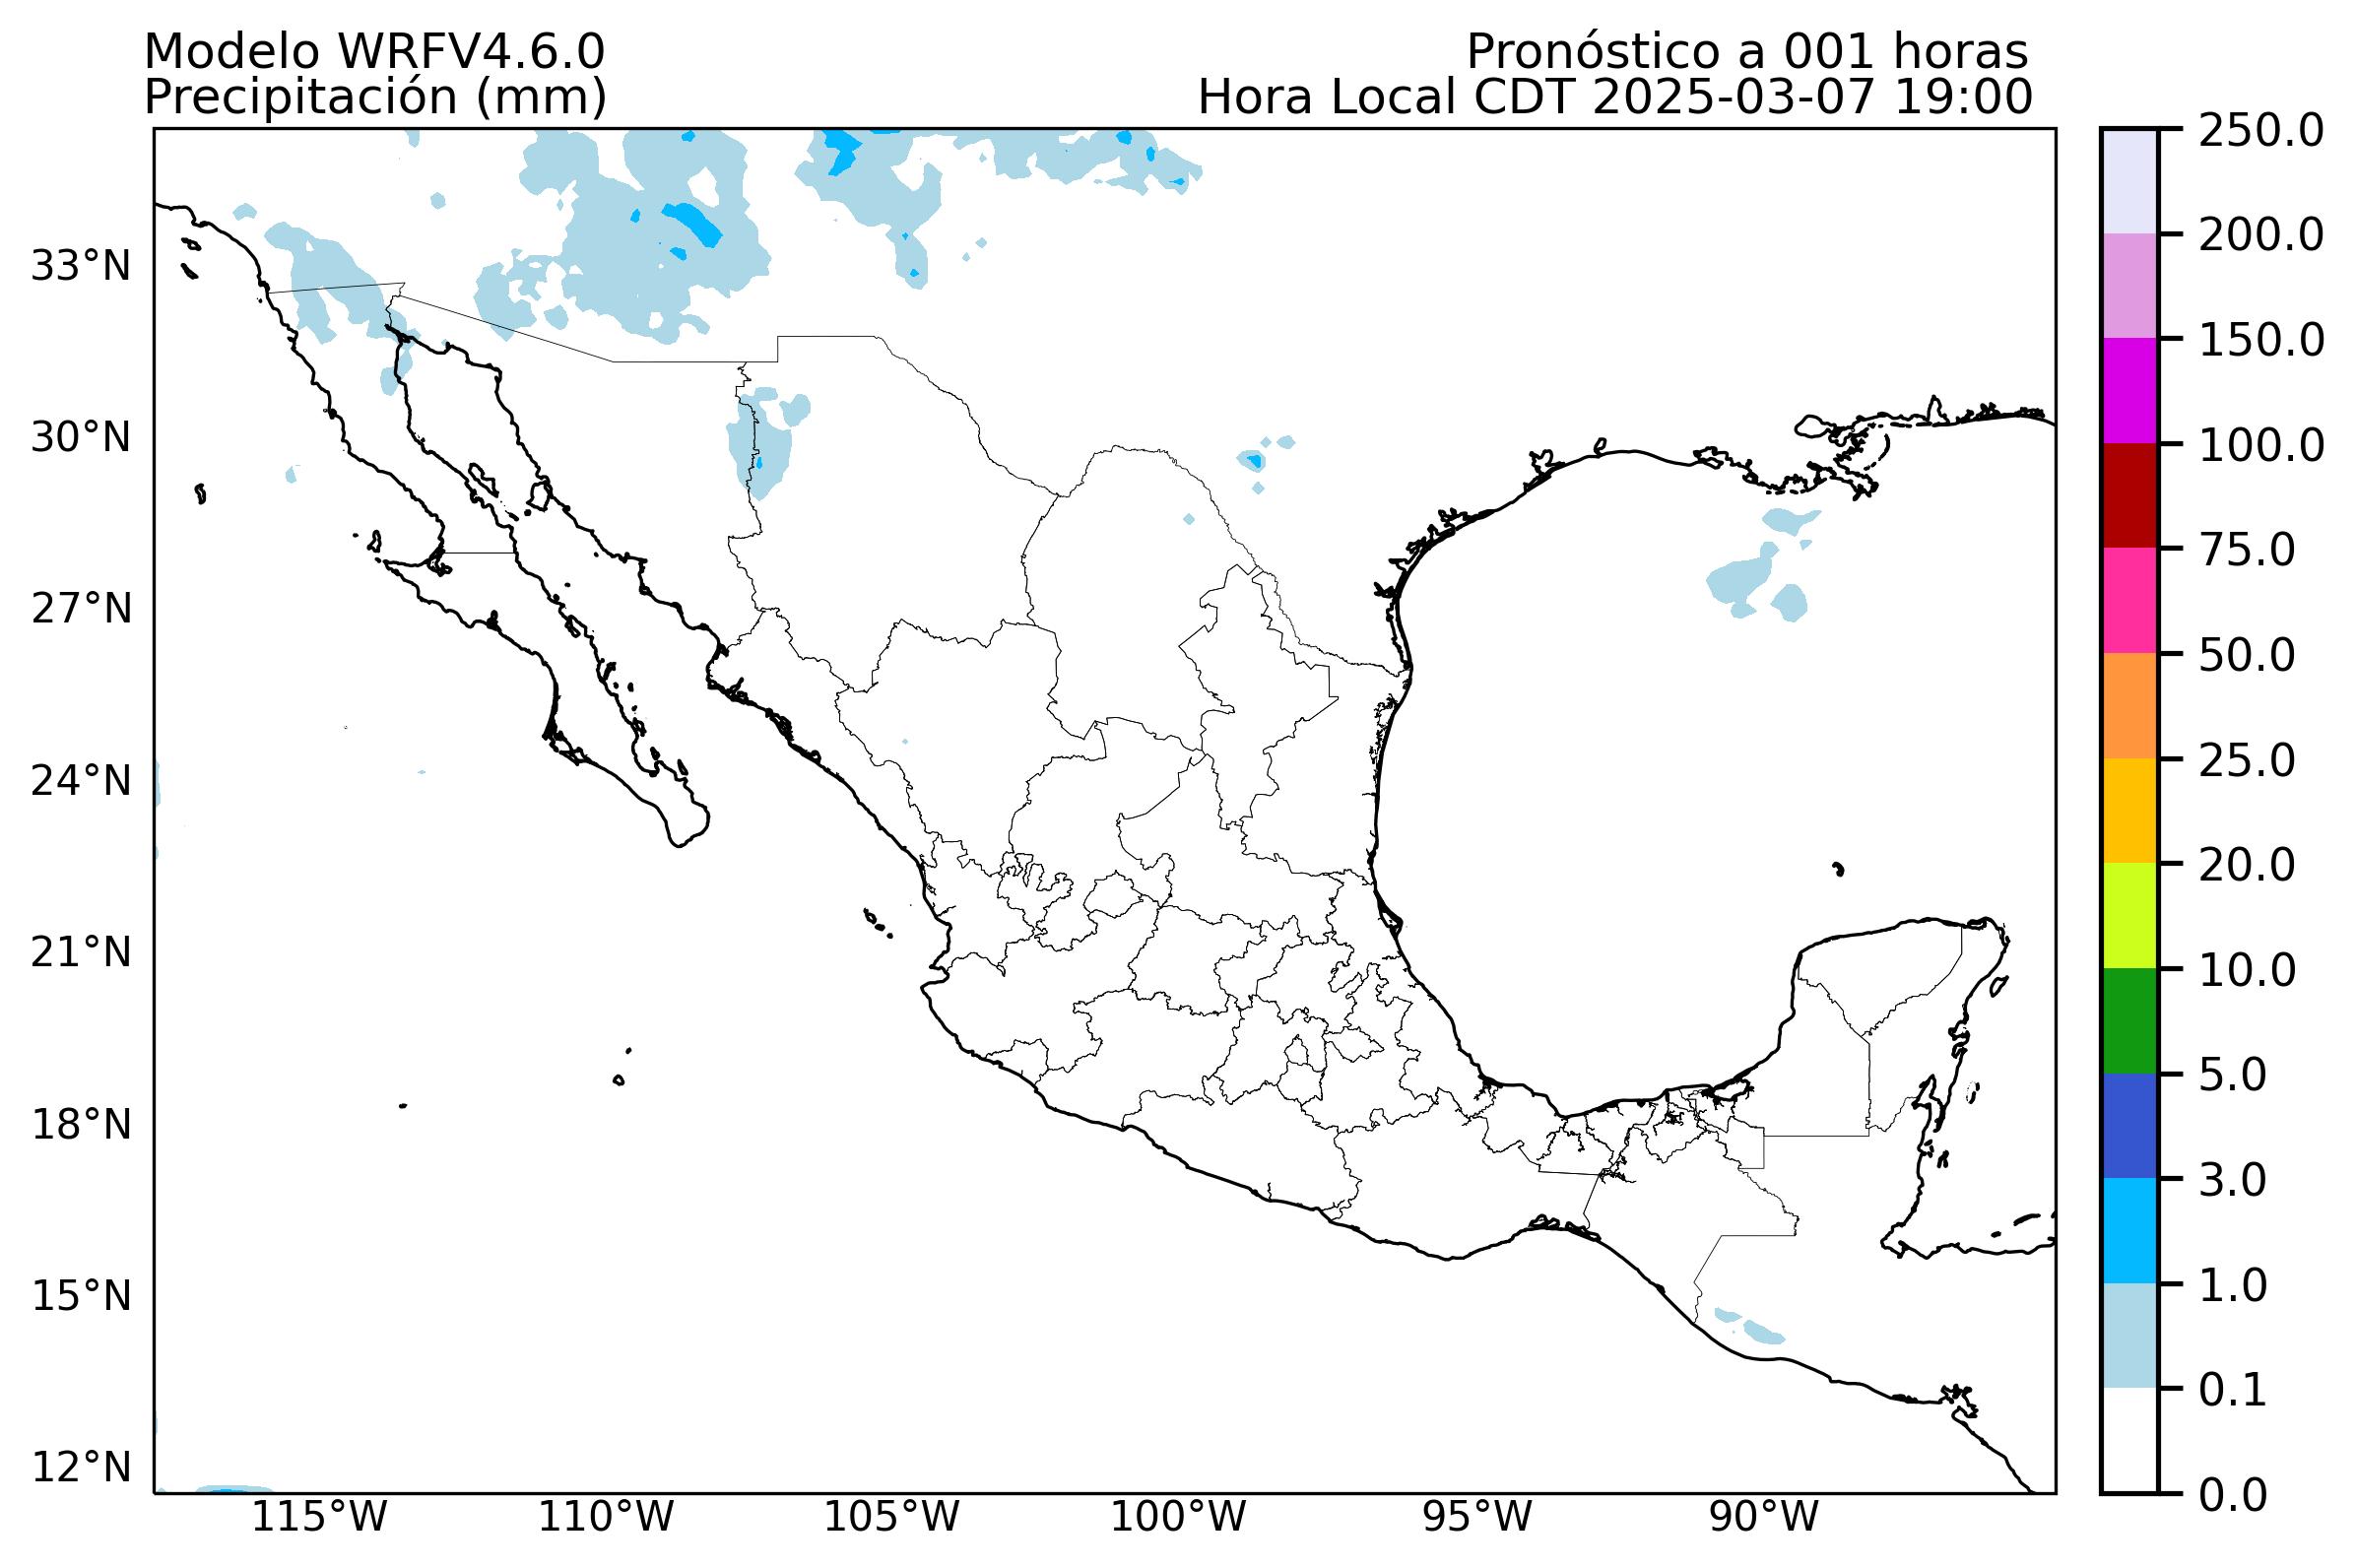 Modelo WRFV4.6.0
Precipitación (mm)
Pronóstico a 001 horas
Hora Local CDT 2025-03-07 19:00
33°N
30°N
27°N
24°N
21°N
18°N
15°N
12°N
115°W
110°W
105°W
100°W
95°W
90°W
250.0
200.0
150.0
100.0
75.0
50.0
25.0
20.0
10.0
5.0
3.0
1.0
0.1
0.0